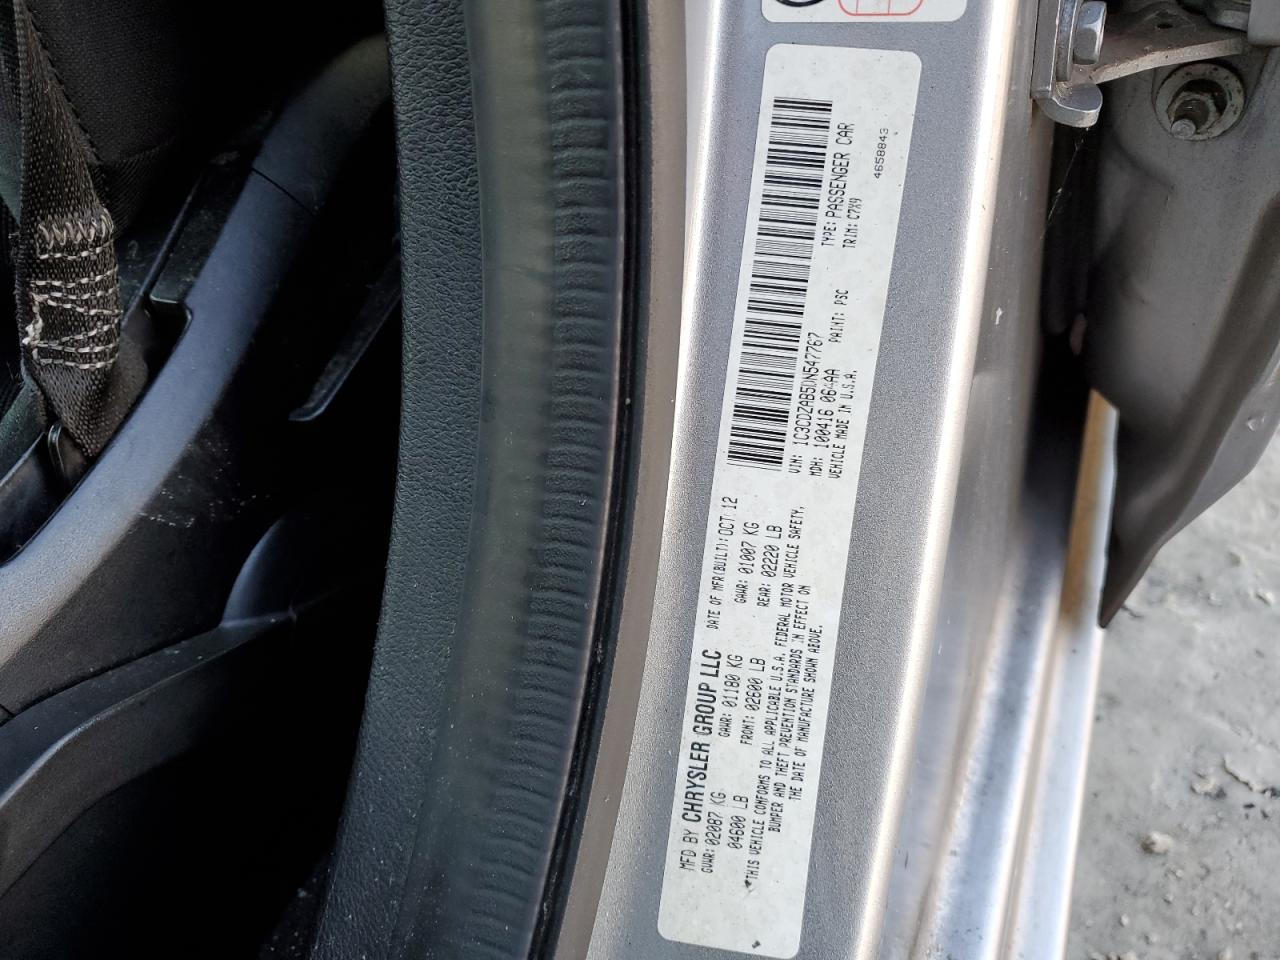 MFD BY CHRYSLER GROUP LLC DATE OF MFR(BUILT): OCT 12
GVWR: 02087 KG GAWR: 01180 KG GAWR: 01007 KG
04600 LB FRONT: 02600 LB REAR: 02220 LB
THIS VEHICLE CONFORMS TO ALL APPLICABLE U.S.A. FEDERAL MOTOR VEHICLE SAFETY,
BUMPER AND THEFT PREVENTION STANDARDS IN EFFECT ON
THE DATE OF MANUFACTURE SHOWN ABOVE.
VIN: 1C3CDZAB5DN547767 TYPE: PASSENGER CAR
MDH: 100416 06 AA PAINT: PSC TRIM: C7X9
VEHICLE MADE IN U.S.A.
4658843